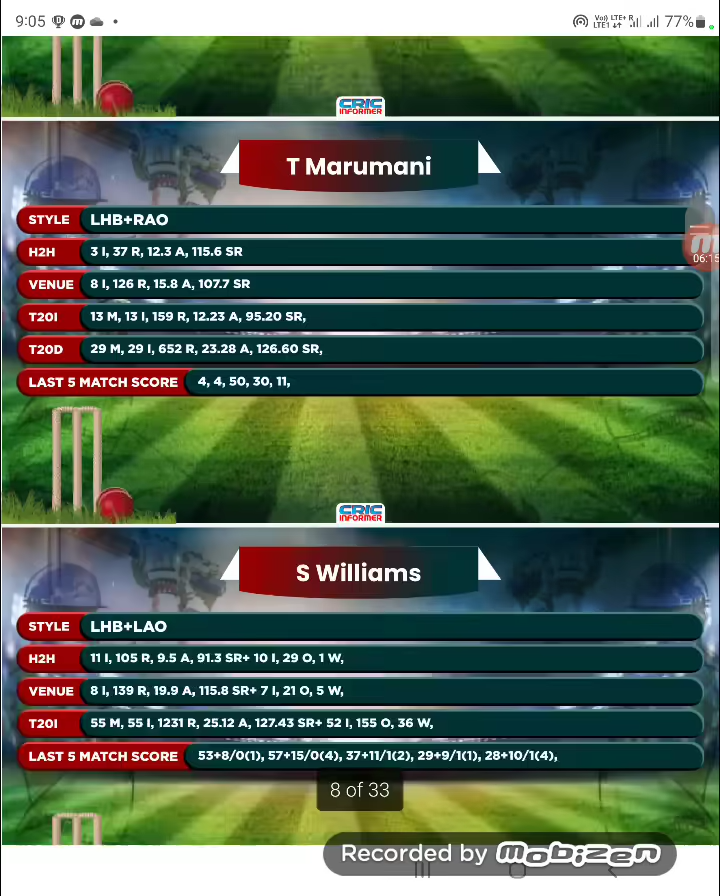 9:05
Vo)) LTE+ R
LTE1
77%
CRIC
INFORMER
T Marumani
STYLE LHB+RAO
H2H 3 I, 37 R, 12.3 A, 115.6 SR
06:15
VENUE 8 I, 126 R, 15.8 A, 107.7 SR
T20I 13 M, 13 I, 159 R, 12.23 A, 95.20 SR,
T20D 29 M, 29 I, 652 R, 23.28 A, 126.60 SR,
LAST 5 MATCH SCORE 4, 4, 50, 30, 11,
CRIC
INFORMER
S Williams
STYLE LHB+LAO
H2H 11 I, 105 R, 9.5 A, 91.3 SR+ 10 I, 29 O, 1 W,
VENUE 8 I, 139 R, 19.9 A, 115.8 SR+ 7 I, 21 O, 5 W,
T20I 55 M, 55 I, 1231 R, 25.12 A, 127.43 SR+ 52 I, 155 O, 36 W,
LAST 5 MATCH SCORE 53+8/0(1), 57+15/0(4), 37+11/1(2), 29+9/1(1), 28+10/1(4),
8 of 33
Recorded by mobizen